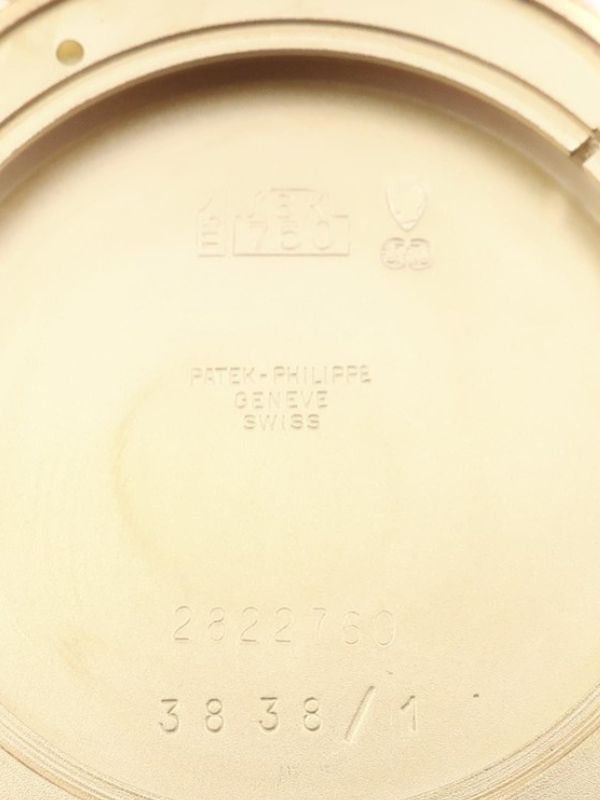 18K
750
PATEK-PHILIPPE
GENEVE
SWISS
2822760
3838/1